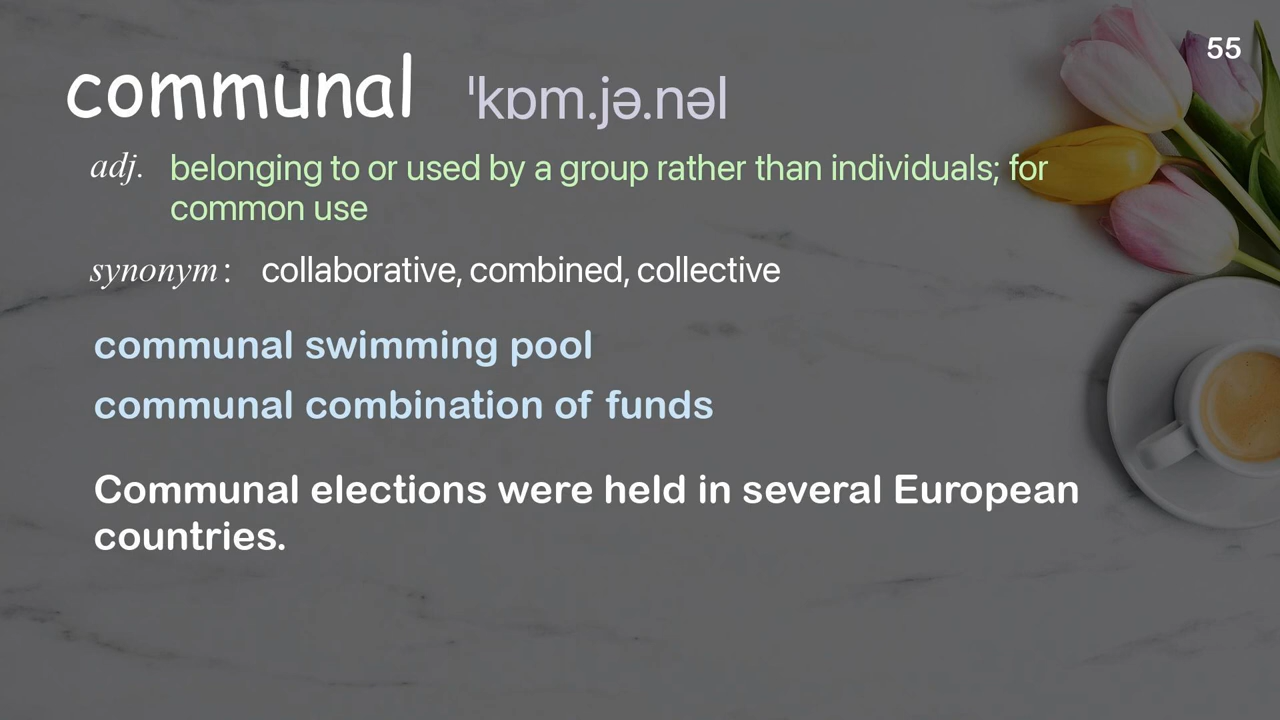 55
communal ˈkɒm.jə.nəl
adj. belonging to or used by a group rather than individuals; for
common use
synonym: collaborative, combined, collective
communal swimming pool
communal combination of funds
Communal elections were held in several European
countries.